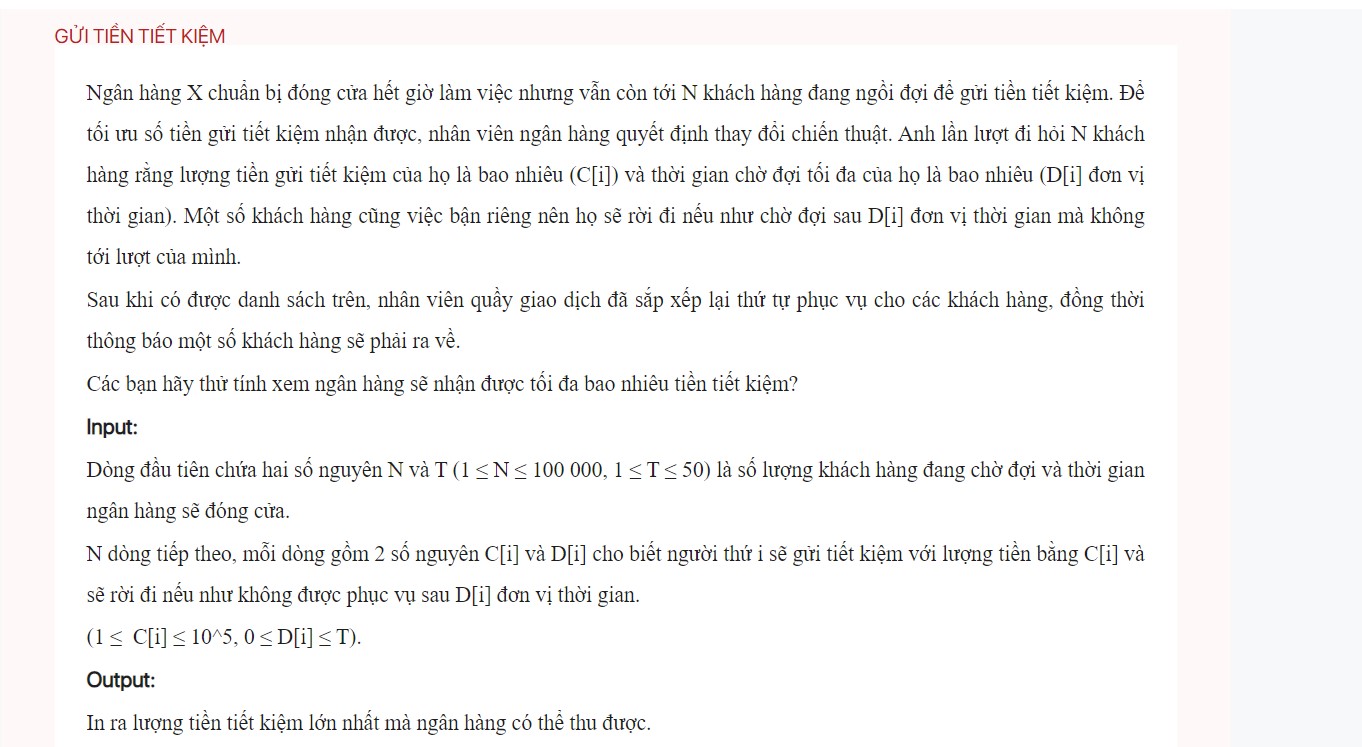 GỬI TIỀN TIẾT KIỆM
Ngân hàng X chuẩn bị đóng cửa hết giờ làm việc nhưng vẫn còn tới N khách hàng đang ngồi đợi để gửi tiền tiết kiệm. Để
tối ưu số tiền gửi tiết kiệm nhận được, nhân viên ngân hàng quyết định thay đổi chiến thuật. Anh lần lượt đi hỏi N khách
hàng rằng lượng tiền gửi tiết kiệm của họ là bao nhiêu (C[i]) và thời gian chờ đợi tối đa của họ là bao nhiêu (D[i] đơn vị
thời gian). Một số khách hàng cũng việc bận riêng nên họ sẽ rời đi nếu như chờ đợi sau D[i] đơn vị thời gian mà không
tới lượt của mình.
Sau khi có được danh sách trên, nhân viên quầy giao dịch đã sắp xếp lại thứ tự phục vụ cho các khách hàng, đồng thời
thông báo một số khách hàng sẽ phải ra về.
Các bạn hãy thử tính xem ngân hàng sẽ nhận được tối đa bao nhiêu tiền tiết kiệm?
Input:
Dòng đầu tiên chứa hai số nguyên N và T (1 ≤ N ≤ 100 000, 1 ≤ T ≤ 50) là số lượng khách hàng đang chờ đợi và thời gian
ngân hàng sẽ đóng cửa.
N dòng tiếp theo, mỗi dòng gồm 2 số nguyên C[i] và D[i] cho biết người thứ i sẽ gửi tiết kiệm với lượng tiền bằng C[i] và
sẽ rời đi nếu như không được phục vụ sau D[i] đơn vị thời gian.
(1 ≤ C[i] ≤ 10^5, 0 ≤ D[i] ≤ T).
Output:
In ra lượng tiền tiết kiệm lớn nhất mà ngân hàng có thể thu được.